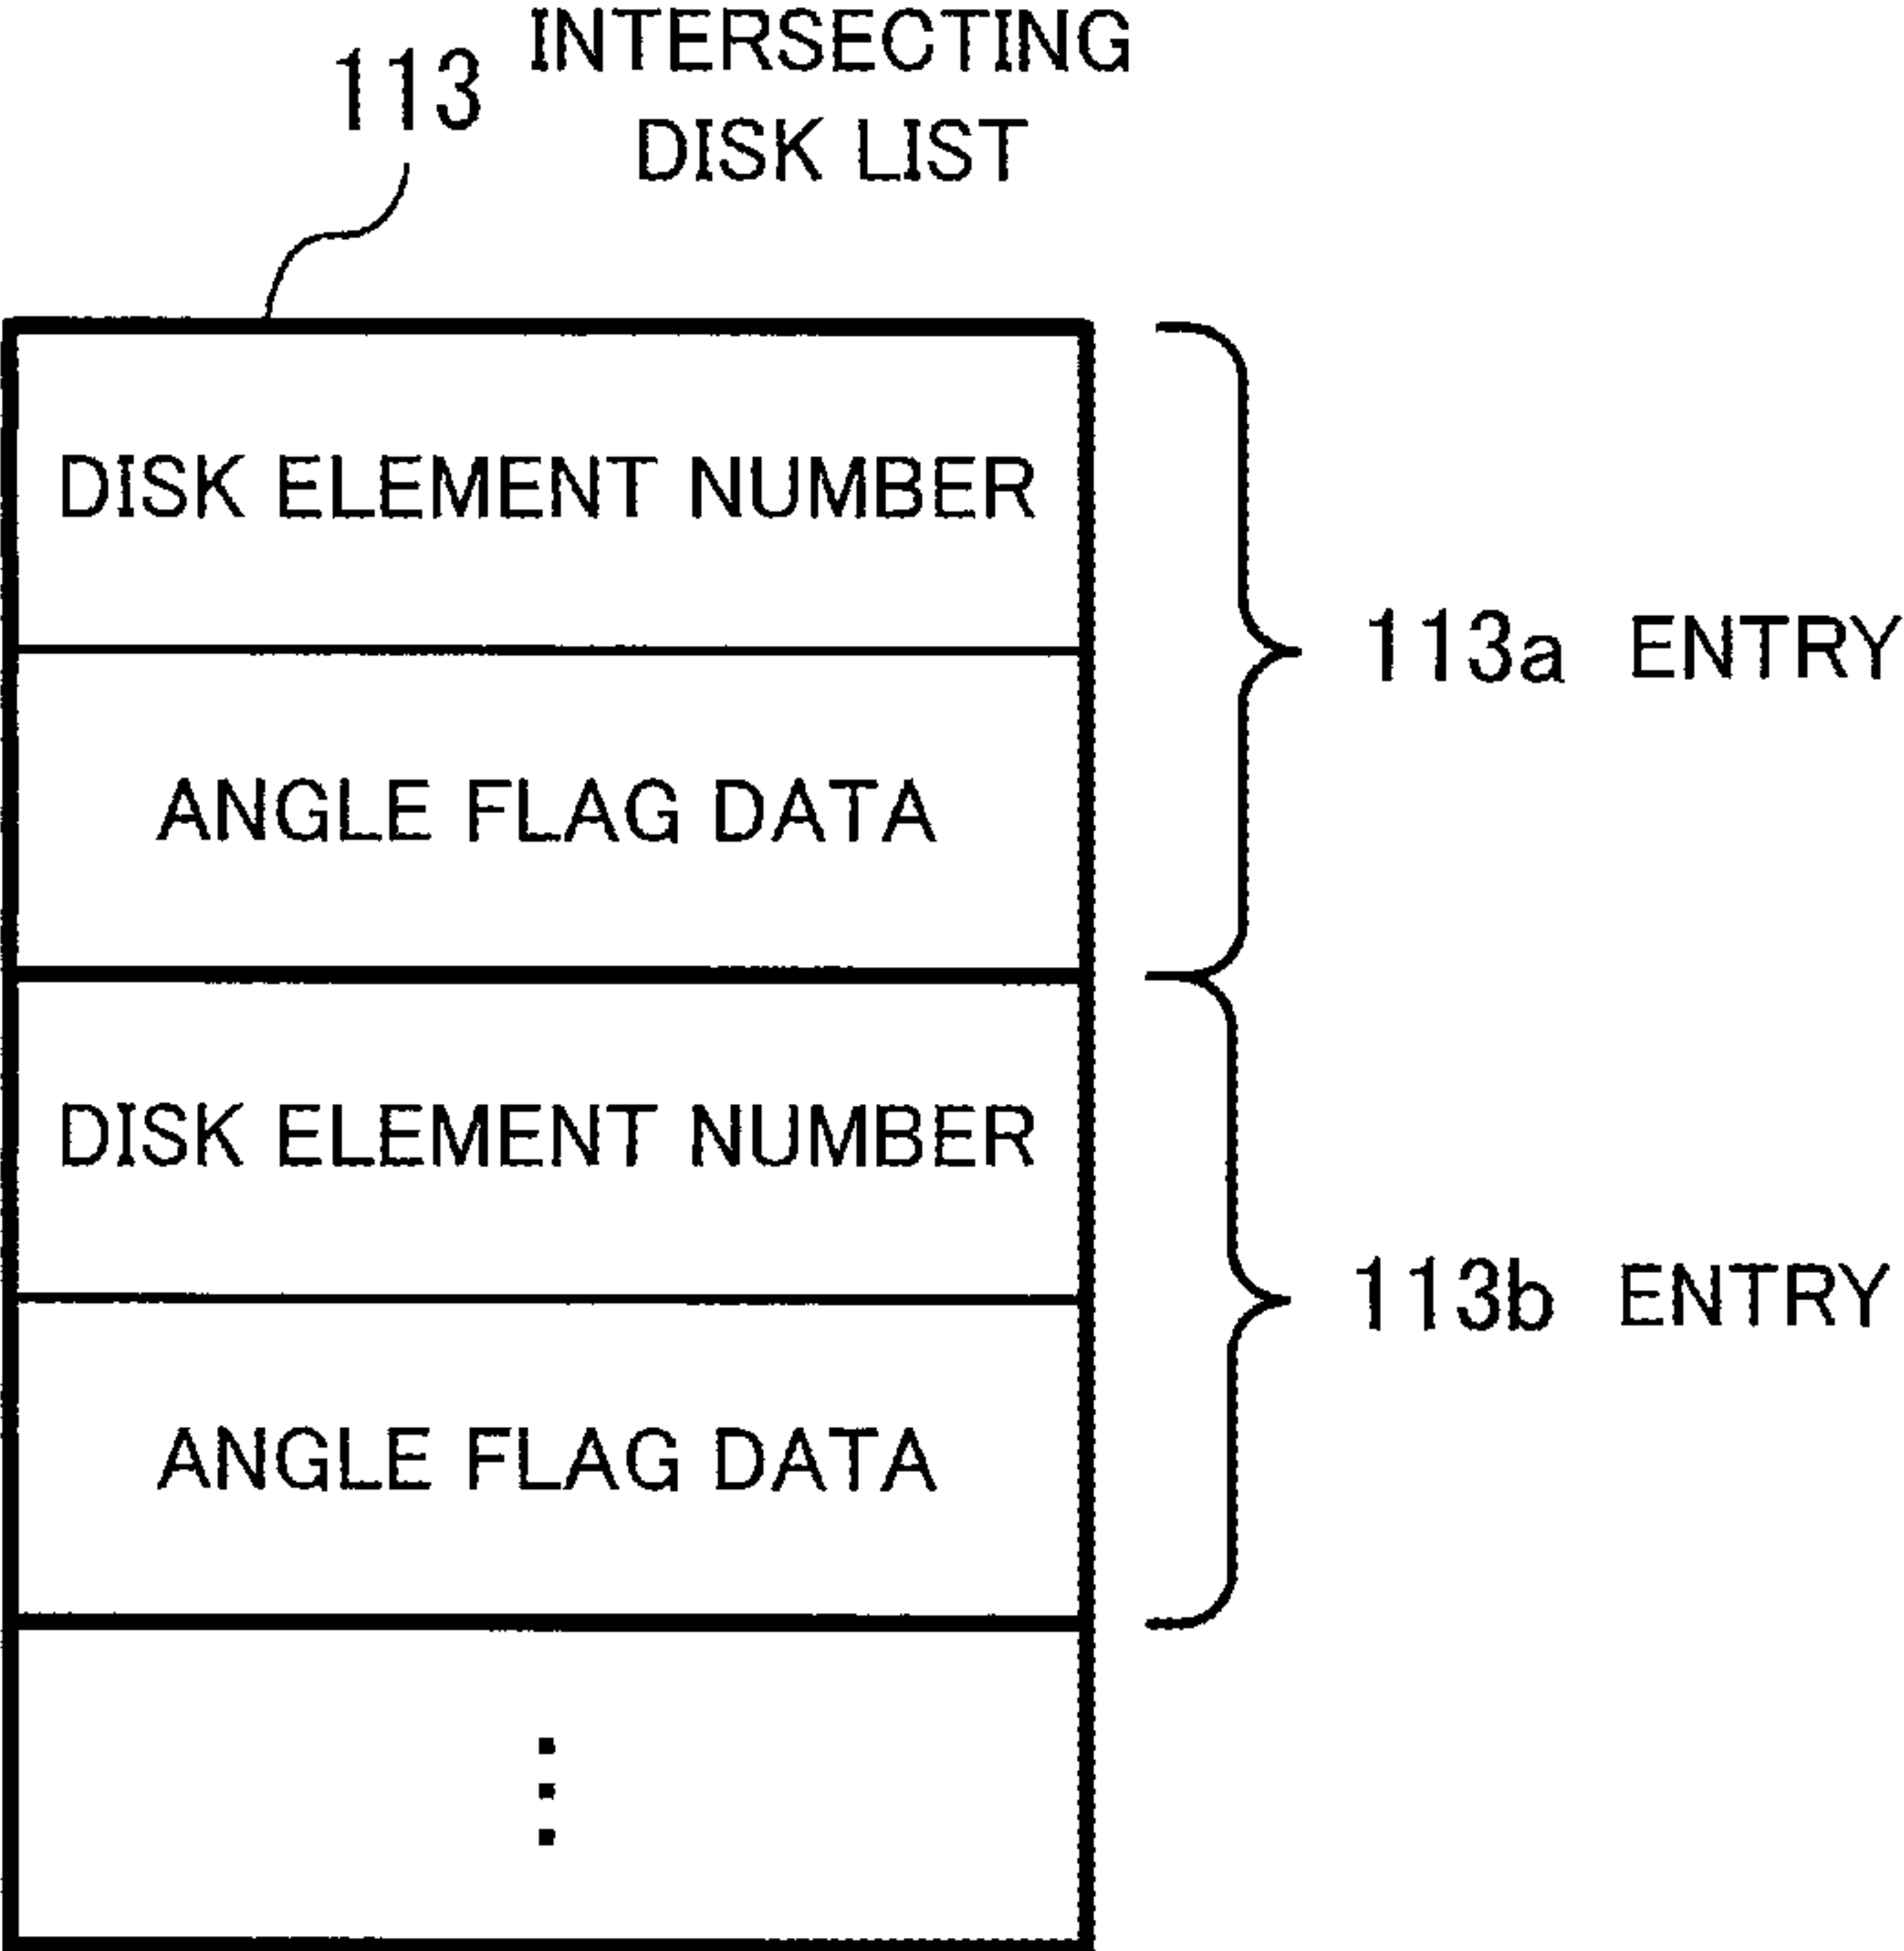 113 INTERSECTING
DISK LIST
DISK ELEMENT NUMBER
113a ENTRY
ANGLE FLAG DATA
DISK ELEMENT NUMBER
113b ENTRY
ANGLE FLAG DATA